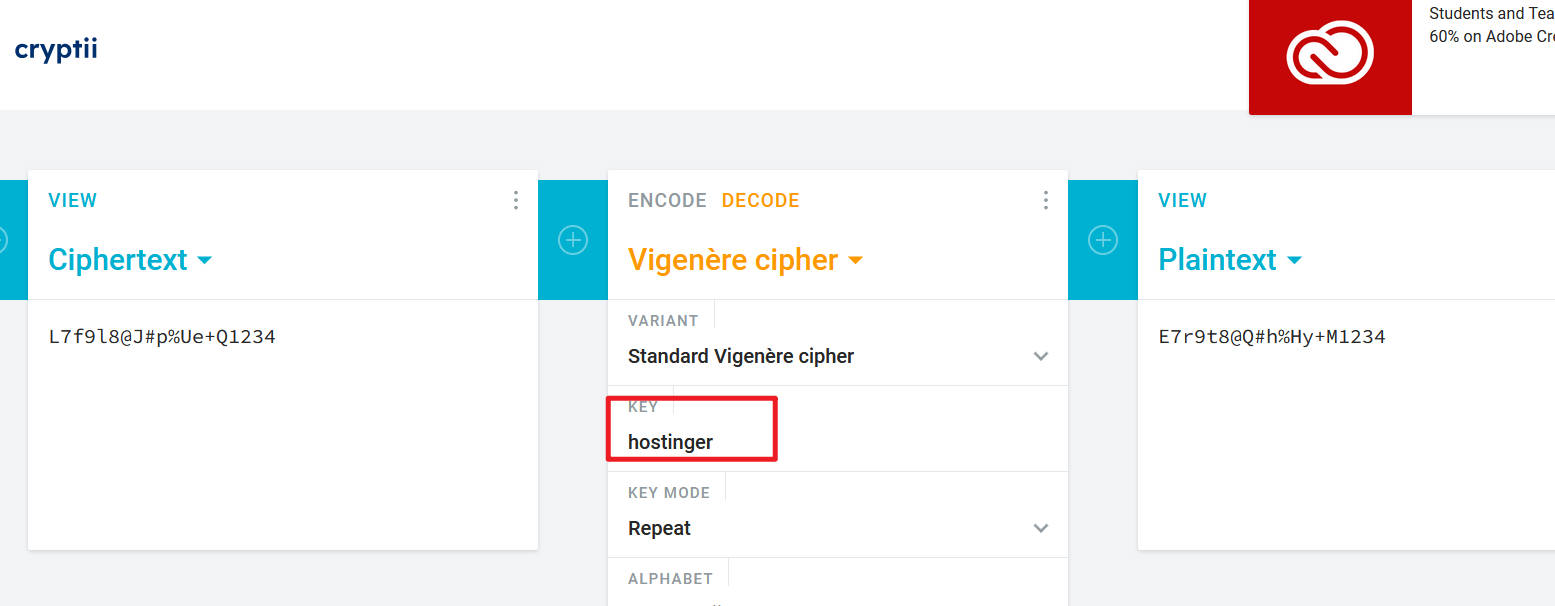 Students and Tea
60% on Adobe Cre
cryptii
VIEW
Ciphertext
L7f9l8@J#p%Ue+Q1234
ENCODE DECODE
Vigenère cipher
VARIANT
Standard Vigenère cipher
KEY
hostinger
KEY MODE
Repeat
ALPHABET
VIEW
Plaintext
E7r9t8@Q#h%Hy+M1234